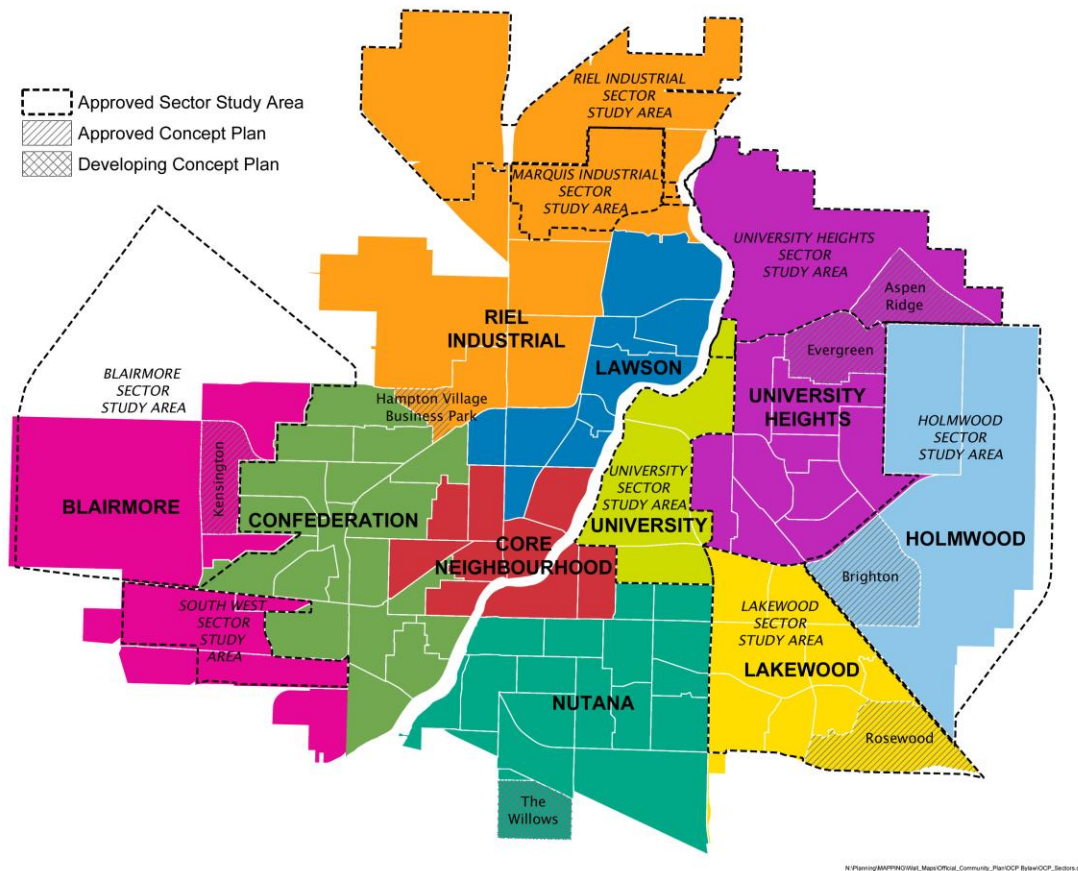 Approved Sector Study Area
Approved Concept Plan
Developing Concept Plan
RIEL INDUSTRIAL
SECTOR
STUDY AREA
MARQUIS INDUSTRIAL
SECTOR
STUDY AREA
UNIVERSITY HEIGHTS
SECTOR
STUDY AREA
Aspen
Ridge
Evergreen
RIEL
INDUSTRIAL
LAWSON
BLAIRMORE
SECTOR
STUDY AREA
Hampton Village
Business Park
UNIVERSITY
HEIGHTS
HOLMWOOD
SECTOR
STUDY AREA
Kensington
BLAIRMORE
CONFEDERATION
UNIVERSITY
SECTOR
STUDY AREA
UNIVERSITY
CORE
NEIGHBOURHOOD
HOLMWOOD
Brighton
SOUTH WEST
SECTOR
STUDY
AREA
LAKEWOOD
SECTOR
STUDY AREA
LAKEWOOD
NUTANA
Rosewood
The
Willows